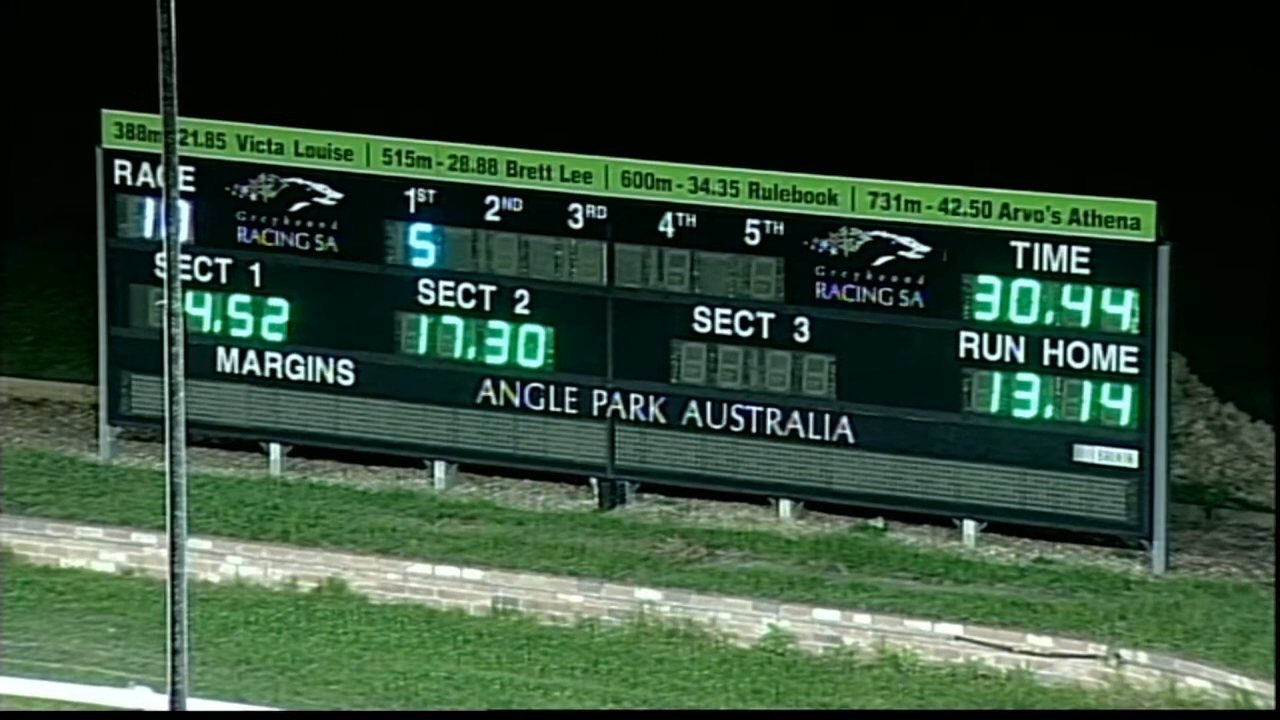 388m-21.85 Victa Louise | 515m-28.88 Brett Lee | 600m-34.35 Rulebook | 731m-42.50 Arvo's Athena
RACE 1ST 2ND 3RD 4TH 5TH TIME
Greyhound RACING SA
Greyhound RACING SA
5 30.44
SECT 1 SECT 2 SECT 3 RUN HOME
4.52 17.30 13.14
MARGINS
ANGLE PARK AUSTRALIA